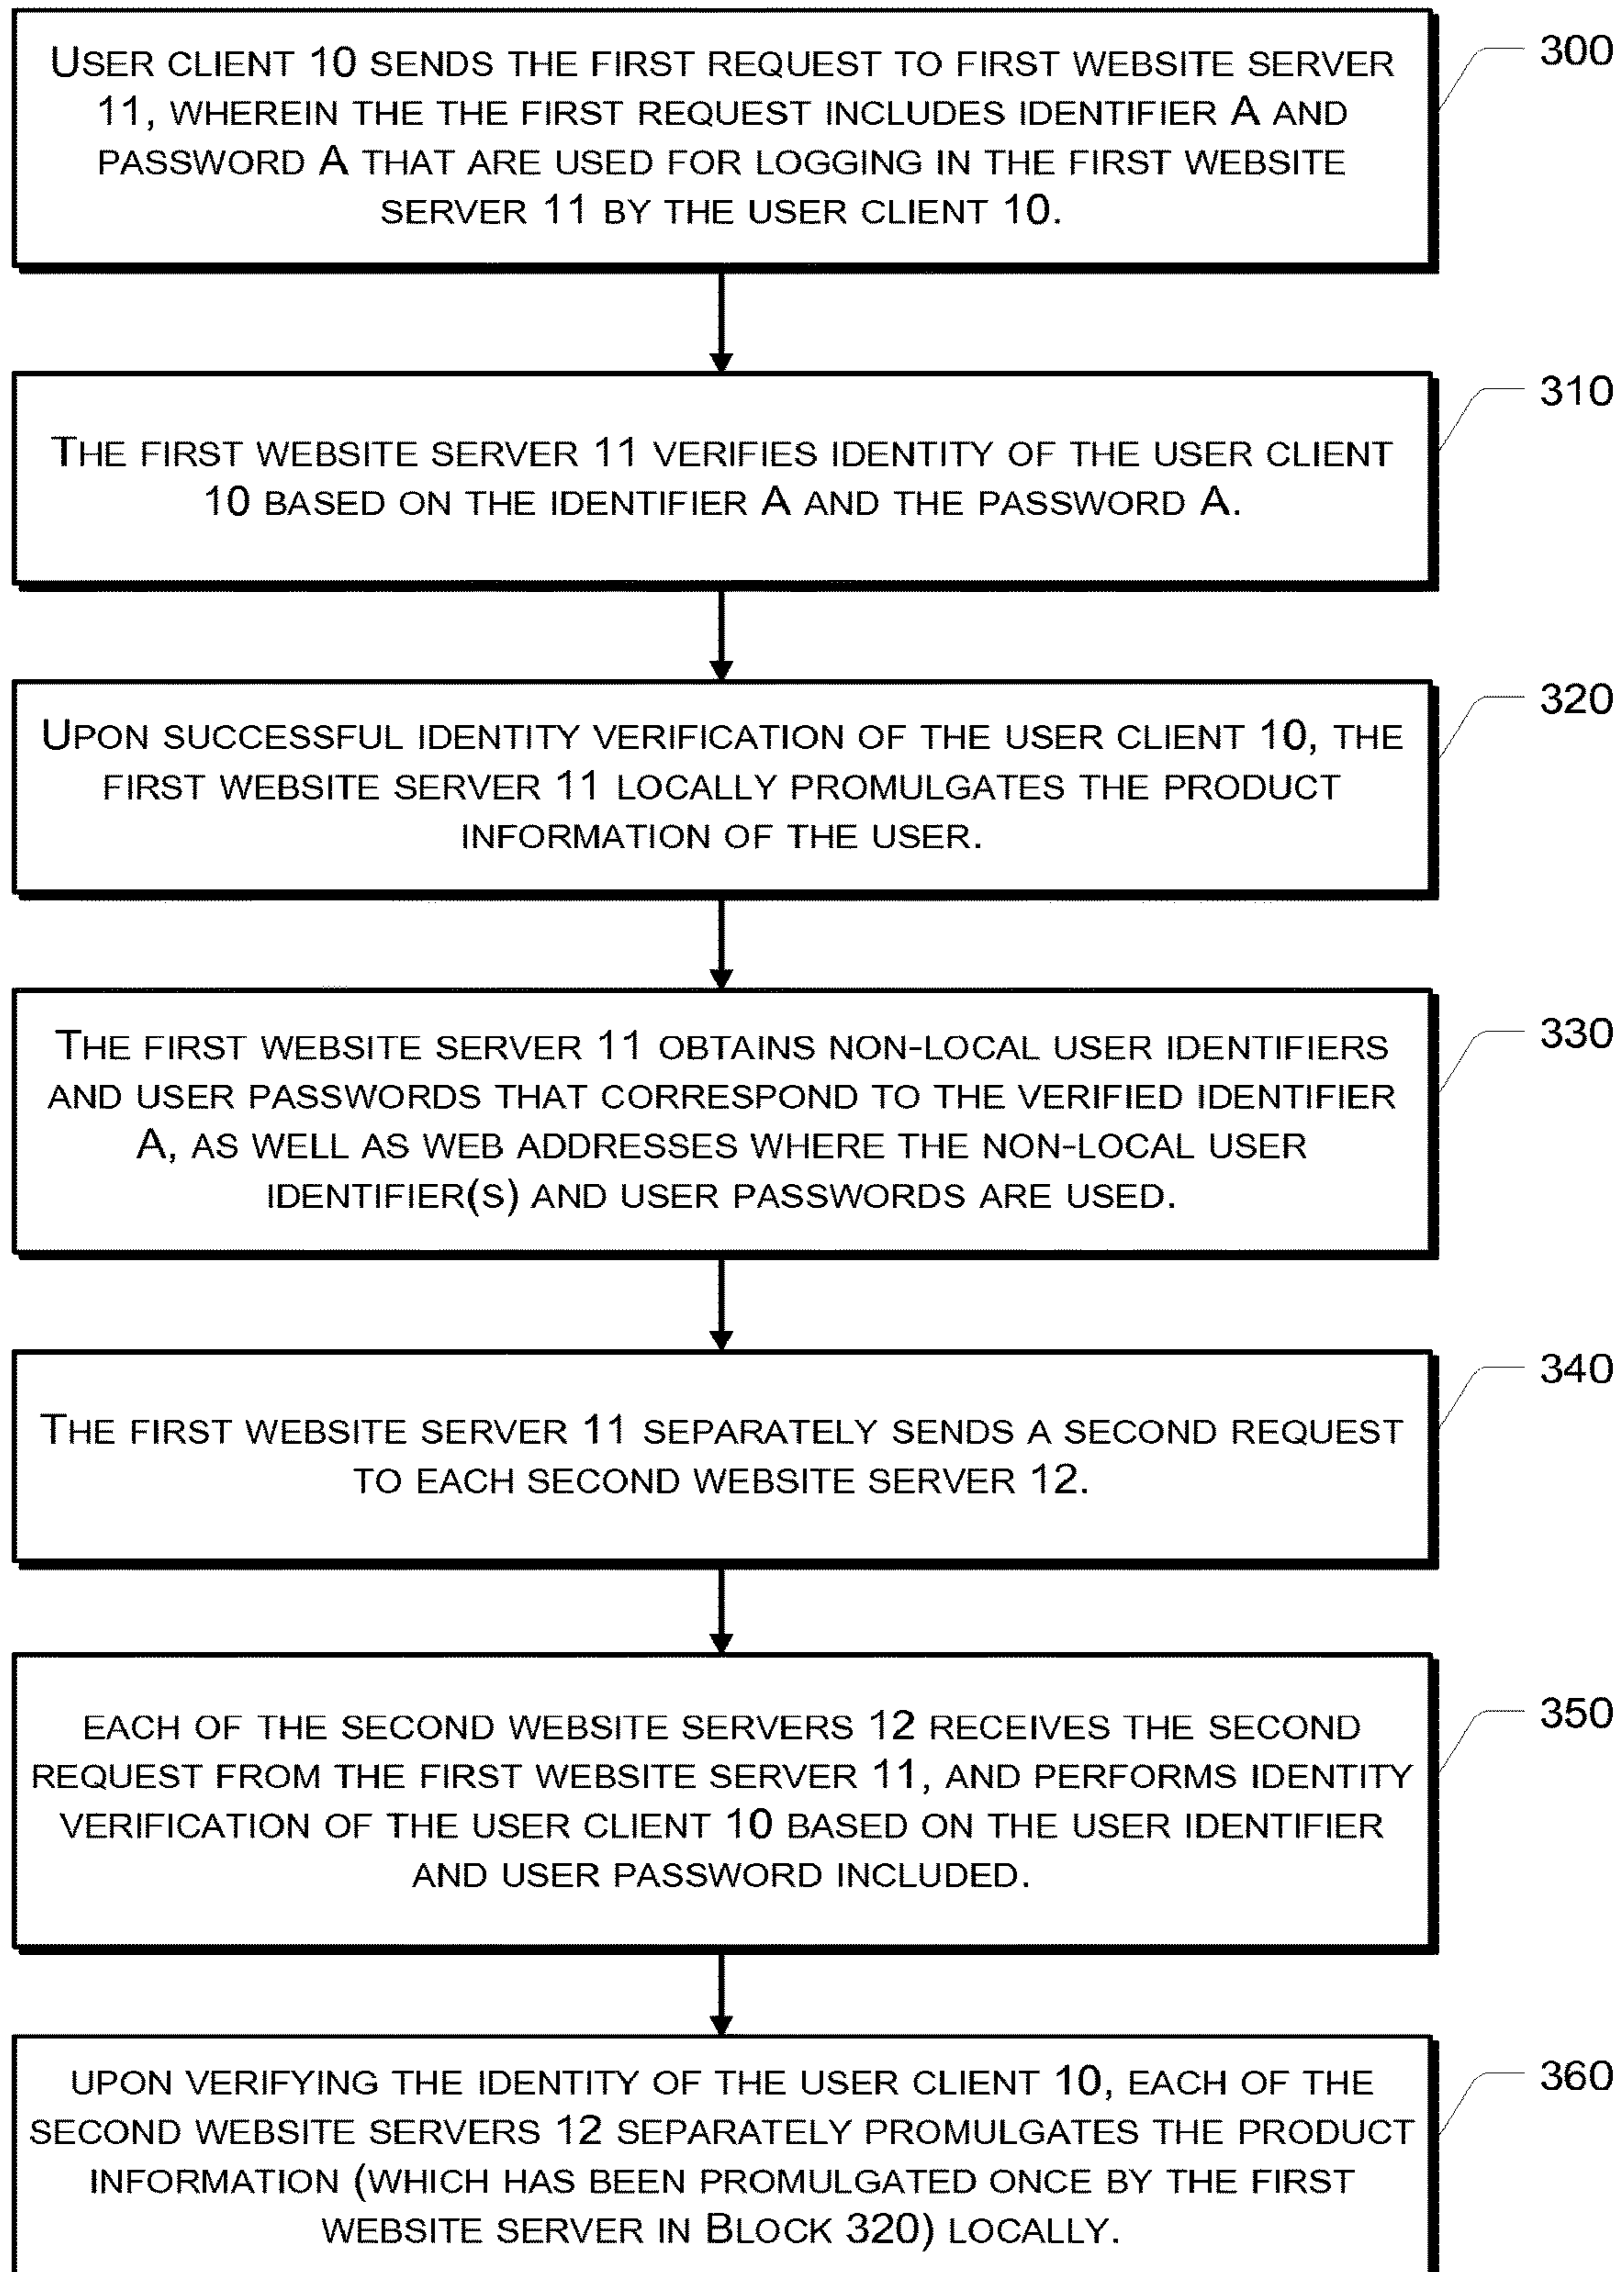 USER CLIENT 10 SENDS THE FIRST REQUEST TO FIRST WEBSITE SERVER
11, WHEREIN THE THE FIRST REQUEST INCLUDES IDENTIFIER A AND
PASSWORD A THAT ARE USED FOR LOGGING IN THE FIRST WEBSITE
SERVER 11 BY THE USER CLIENT 10.
300
THE FIRST WEBSITE SERVER 11 VERIFIES IDENTITY OF THE USER CLIENT
10 BASED ON THE IDENTIFIER A AND THE PASSWORD A.
310
UPON SUCCESSFUL IDENTITY VERIFICATION OF THE USER CLIENT 10, THE
FIRST WEBSITE SERVER 11 LOCALLY PROMULGATES THE PRODUCT
INFORMATION OF THE USER.
320
THE FIRST WEBSITE SERVER 11 OBTAINS NON-LOCAL USER IDENTIFIERS
AND USER PASSWORDS THAT CORRESPOND TO THE VERIFIED IDENTIFIER
A, AS WELL AS WEB ADDRESSES WHERE THE NON-LOCAL USER
IDENTIFIER(S) AND USER PASSWORDS ARE USED.
330
THE FIRST WEBSITE SERVER 11 SEPARATELY SENDS A SECOND REQUEST
TO EACH SECOND WEBSITE SERVER 12.
340
EACH OF THE SECOND WEBSITE SERVERS 12 RECEIVES THE SECOND
REQUEST FROM THE FIRST WEBSITE SERVER 11, AND PERFORMS IDENTITY
VERIFICATION OF THE USER CLIENT 10 BASED ON THE USER IDENTIFIER
AND USER PASSWORD INCLUDED.
350
UPON VERIFYING THE IDENTITY OF THE USER CLIENT 10, EACH OF THE
SECOND WEBSITE SERVERS 12 SEPARATELY PROMULGATES THE PRODUCT
INFORMATION (WHICH HAS BEEN PROMULGATED ONCE BY THE FIRST
WEBSITE SERVER IN BLOCK 320) LOCALLY.
360